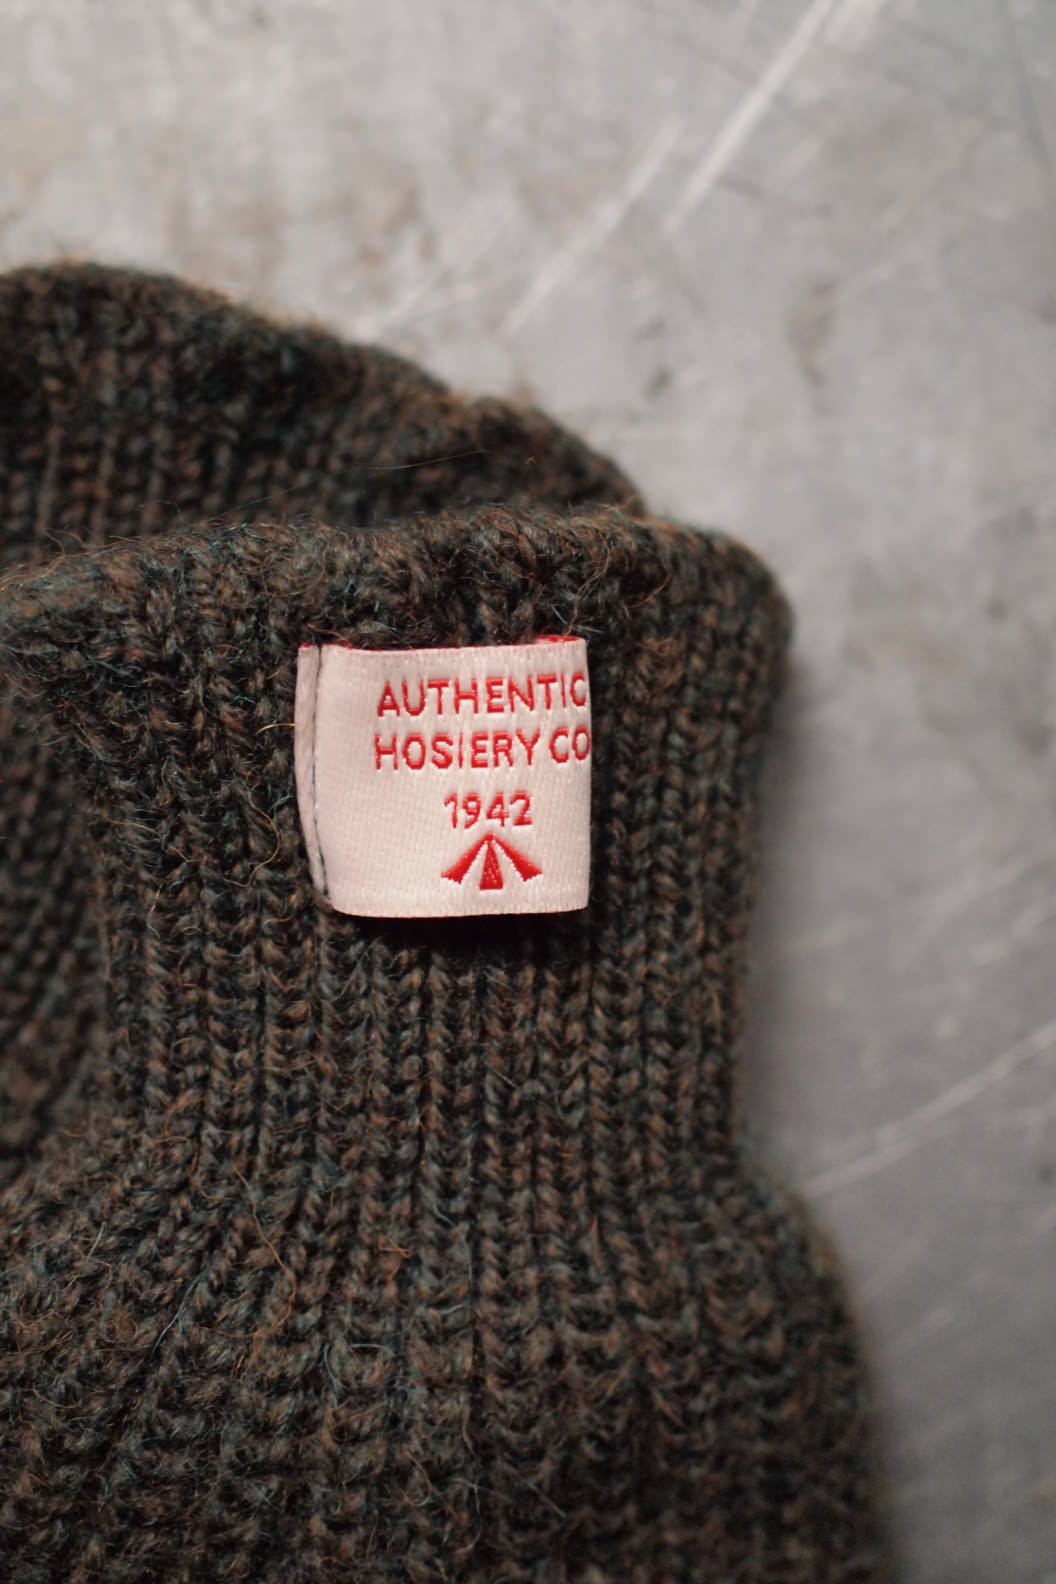 AUTHENTIC
HOSIERY CO
1942